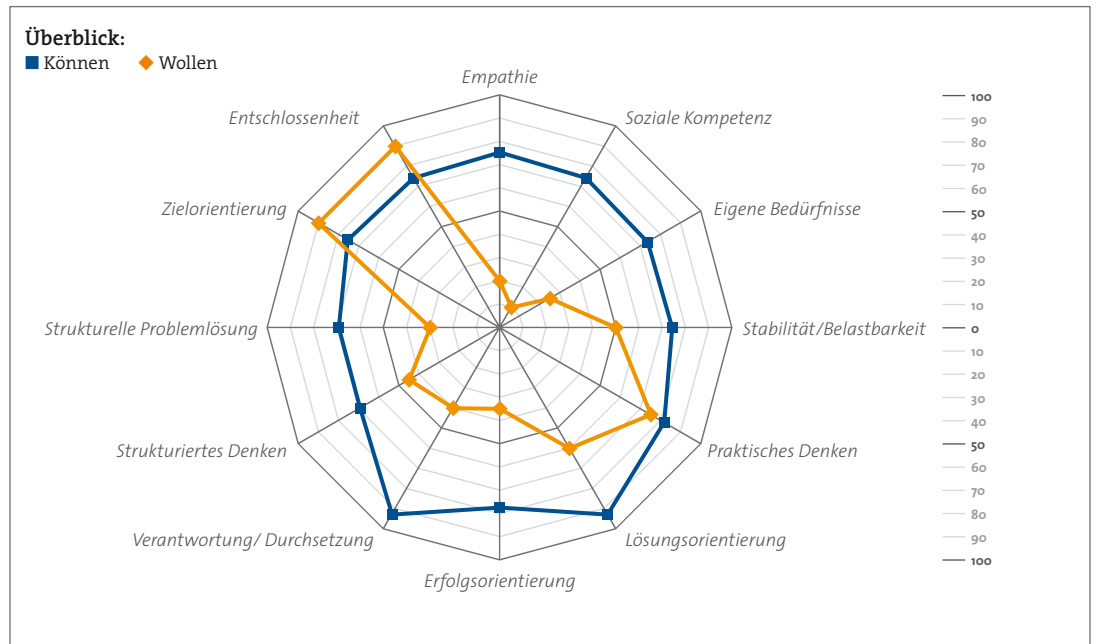 Überblick:
Können Wollen
Empathie
Entschlossenheit
Soziale Kompetenz
Zielorientierung
Eigene Bedürfnisse
Strukturelle Problemlösung
Stabilität/Belastbarkeit
Strukturiertes Denken
Praktisches Denken
Verantwortung/ Durchsetzung
Lösungsorientierung
Erfolgsorientierung
100
90
80
70
60
50
40
30
20
10
0
10
20
30
40
50
60
70
80
90
100